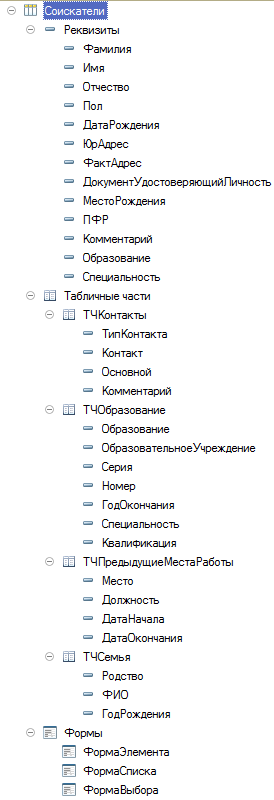 Соискатели
Реквизиты
Фамилия
Имя
Отчество
Пол
ДатаРождения
ЮрАдрес
ФактАдрес
ДокументУдостоверяющийЛичность
МестоРождения
ПФР
Комментарий
Образование
Специальность
Табличные части
ТЧКонтакты
ТипКонтакта
Контакт
Основной
Комментарий
ТЧОбразование
Образование
ОбразовательноеУчреждение
Серия
Номер
ГодОкончания
Специальность
Квалификация
ТЧПредыдущиеМестаРаботы
Место
Должность
ДатаНачала
ДатаОкончания
ТЧСемья
Родство
ФИО
ГодРождения
Формы
ФормаЭлемента
ФормаСписка
ФормаВыбора